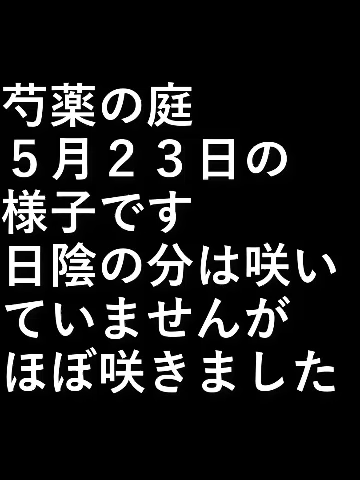 芍薬の庭
５月２３日の
様子です
日陰の分は咲い
ていませんが
ほぼ咲きました